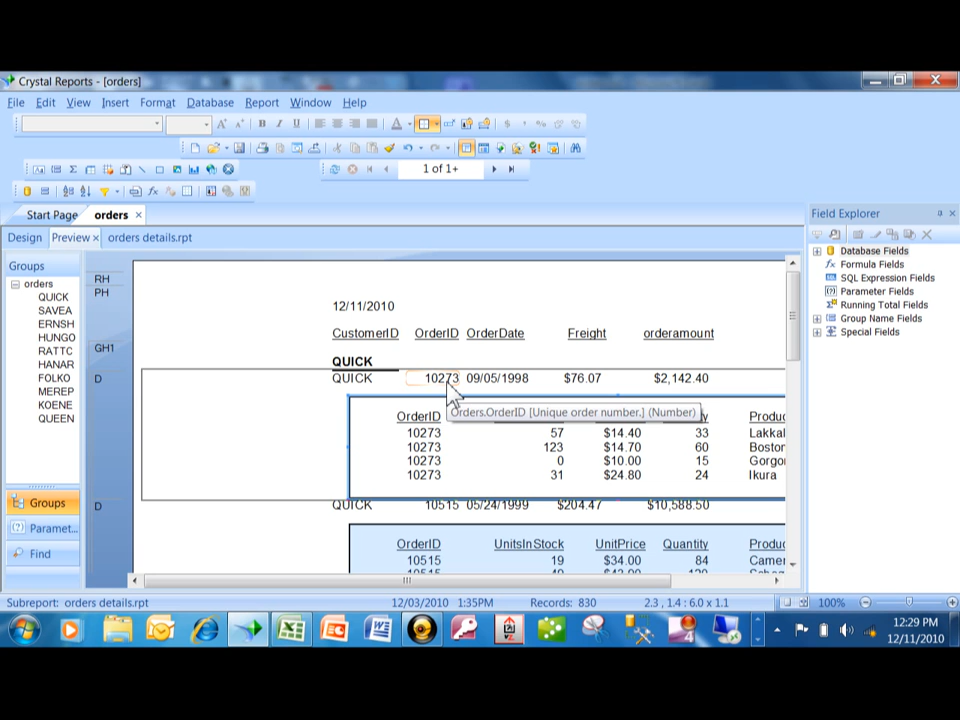 Crystal Reports - [orders]
File Edit View Insert Format Database Report Window Help
1 of 1+
Start Page orders
Design Preview orders details.rpt
Groups
orders
QUICK
SAVEA
ERNSH
HUNGO
RATTC
HANAR
FOLKO
MEREP
KOENE
QUEEN
Groups
Paramet...
Find
RH
PH
GH1
D
D
12/11/2010
CustomerID OrderID OrderDate Freight orderamount
QUICK
QUICK 10273 09/05/1998 $76.07 $2,142.40
Orders.OrderID [Unique order number.] (Number)
OrderID Produ
10273 57 $14.40 33 Lakkal
10273 123 $14.70 60 Boston
10273 0 $10.00 15 Gorgo
10273 31 $24.80 24 Ikura
QUICK 10515 05/24/1999 $204.47 $10,588.50
OrderID UnitsInStock UnitPrice Quantity Produ
10515 19 $34.00 84 Camer
Field Explorer
Database Fields
Formula Fields
SQL Expression Fields
Parameter Fields
Running Total Fields
Group Name Fields
Special Fields
Subreport: orders details.rpt 12/03/2010 1:35PM Records: 830 2.3 , 1.4 : 6.0 x 1.1 100%
12:29 PM
12/11/2010